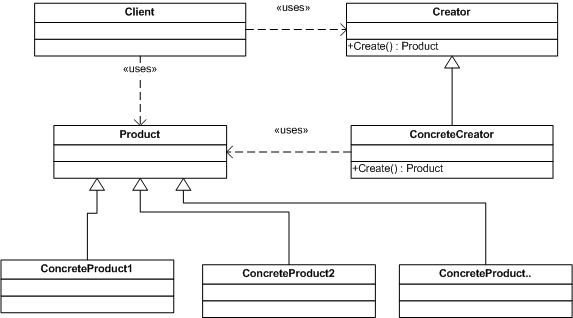 Client
«uses»
Creator
+Create() : Product
«uses»
Product
«uses»
ConcreteCreator
+Create() : Product
ConcreteProduct1
ConcreteProduct2
ConcreteProduct..